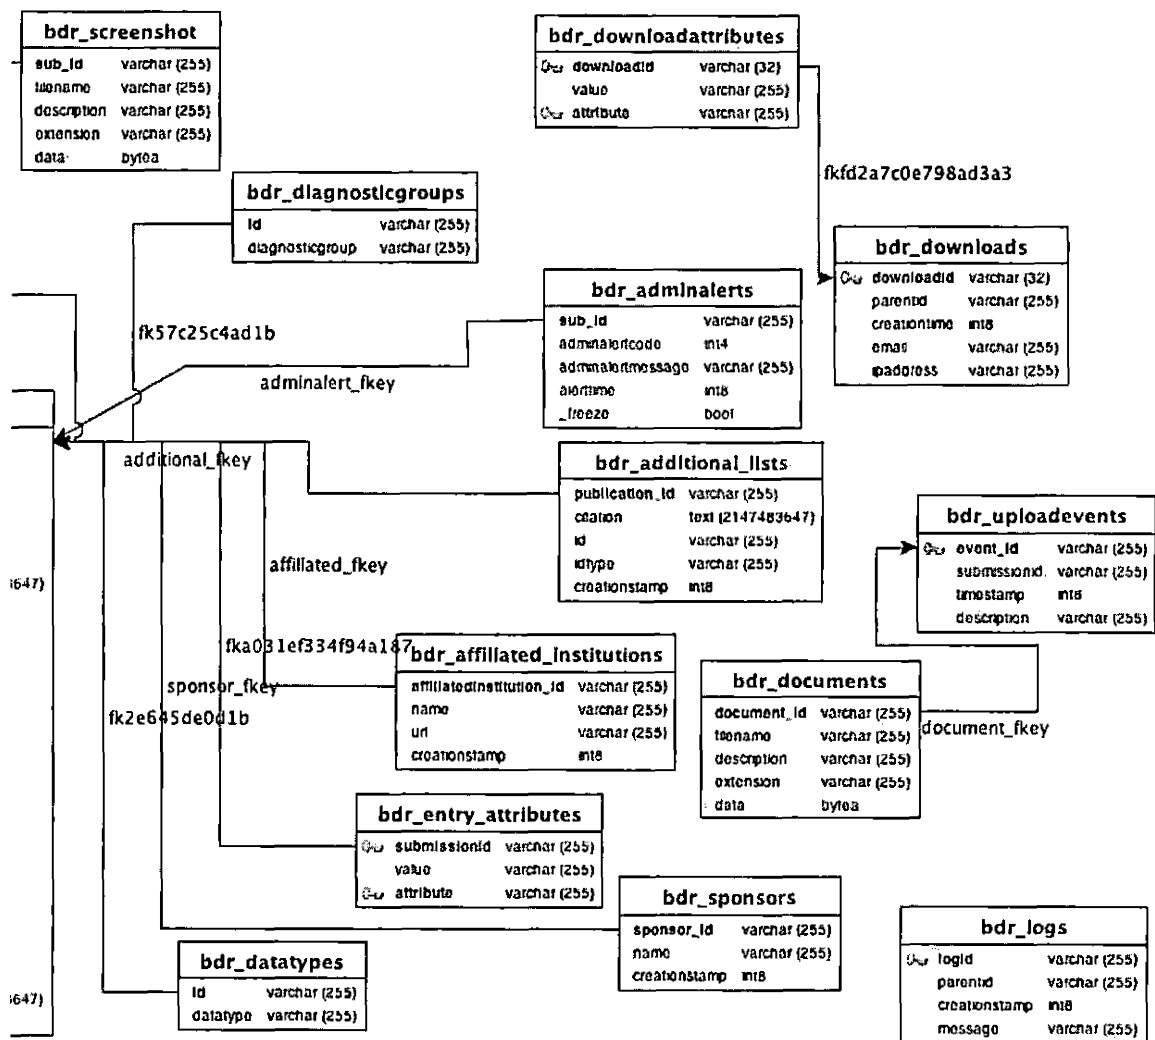 bdr_screenshot
sub_id varchar (255)
filename varchar (255)
description varchar (255)
extension varchar (255)
data bytea
bdr_downloadattributes
downloadid varchar (32)
value varchar (255)
attribute varchar (255)
fkfd2a7c0e798ad3a3
bdr_diagnosticgroups
id varchar (255)
diagnosticgroup varchar (255)
bdr_downloads
downloadid varchar (32)
parentid varchar (255)
creationtime int8
email varchar (255)
ipaddress varchar (255)
bdr_adminalerts
sub_id varchar (255)
adminalertcode int4
adminalertmessage varchar (255)
alerttime int8
_freeze bool
fk57c25c4ad1b
adminalert_fkey
additional_fkey
bdr_additional_lists
publication_id varchar (255)
citation text (2147483647)
id varchar (255)
idtype varchar (255)
creationstamp int8
bdr_uploadevents
event_id varchar (255)
submissionid varchar (255)
timestamp int8
description varchar (255)
affiliated_fkey
3647)
fka031ef334f94a187
bdr_affiliated_institutions
affiliatedinstitution_id varchar (255)
name varchar (255)
url varchar (255)
creationstamp int8
sponsor_fkey
fk2e645de0d1b
bdr_documents
document_id varchar (255)
filename varchar (255)
description varchar (255)
extension varchar (255)
data bytea
document_fkey
bdr_entry_attributes
submissionid varchar (255)
value varchar (255)
attribute varchar (255)
bdr_sponsors
sponsor_id varchar (255)
name varchar (255)
creationstamp int8
bdr_logs
logid varchar (255)
parentid varchar (255)
creationstamp int8
message varchar (255)
bdr_datatypes
id varchar (255)
datatype varchar (255)
3647)